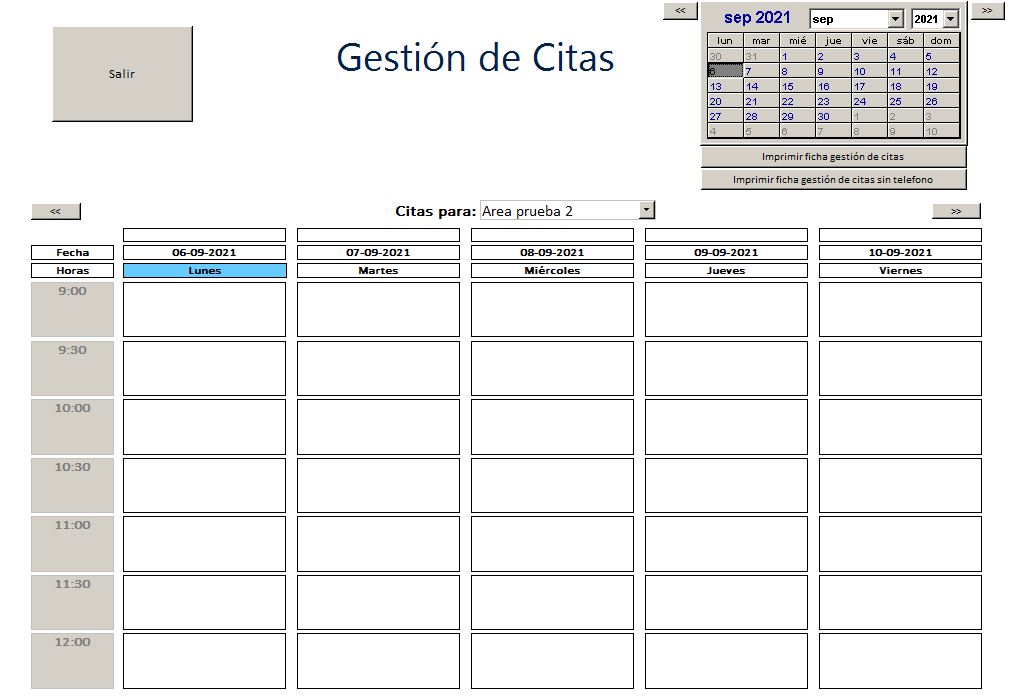 << sep 2021 sep 2021 >>
lun mar mié jue vie sáb dom
30 31 1 2 3 4 5
6 7 8 9 10 11 12
13 14 15 16 17 18 19
20 21 22 23 24 25 26
27 28 29 30 1 2 3
4 5 6 7 8 9 10
Salir
Gestión de Citas
Imprimir ficha gestión de citas
Imprimir ficha gestión de citas sin telefono
<< Citas para: Area prueba 2 >>
Fecha 06-09-2021 07-09-2021 08-09-2021 09-09-2021 10-09-2021
Horas Lunes Martes Miércoles Jueves Viernes
9:00
9:30
10:00
10:30
11:00
11:30
12:00